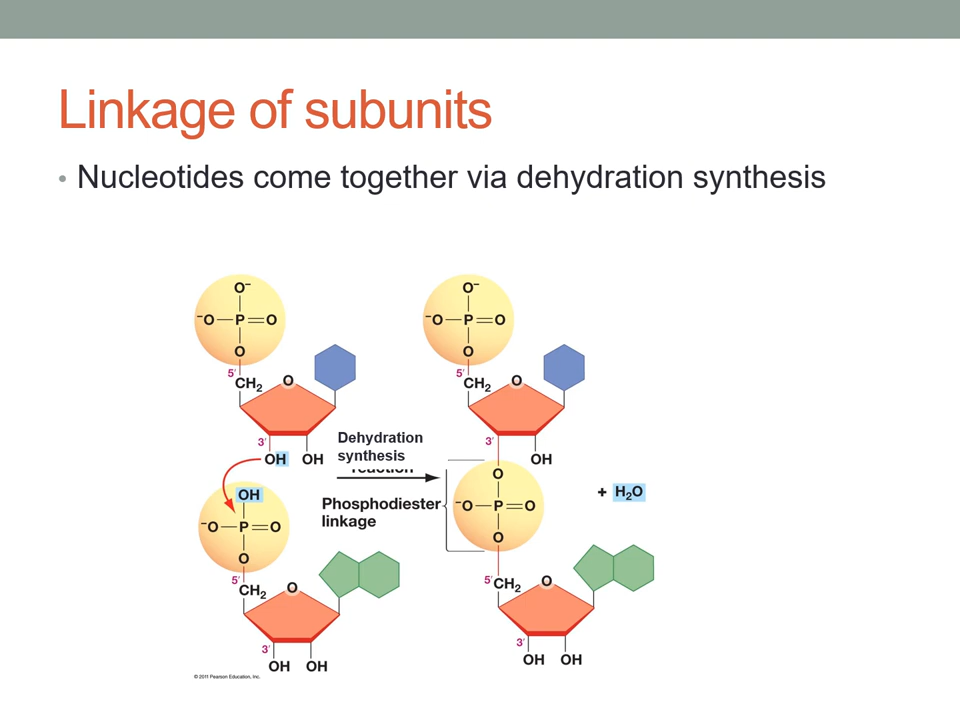 Linkage of subunits
• Nucleotides come together via dehydration synthesis
O⁻
⁻O—P=O
O
5′
CH₂
O
3′
OH OH
OH
⁻O—P=O
O
5′
CH₂
O
3′
OH OH
Dehydration
synthesis
reaction
Phosphodiester
linkage
O⁻
⁻O—P=O
O
5′
CH₂
O
3′
OH
O
⁻O—P=O
O
5′
CH₂
O
3′
OH OH
+ H₂O
© 2011 Pearson Education, Inc.